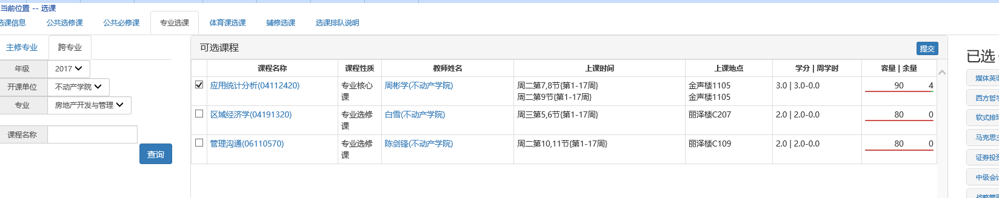 当前位置 -- 选课
选课信息 公共选修课 公共必修课 专业选课 体育课选课 辅修选课 选课排队说明
主修专业 跨专业
年级 2017
开课单位 不动产学院
专业 房地产开发与管理
课程名称
查询
可选课程 提交
课程名称 课程性质 教师姓名 上课时间 上课地点 学分 | 周学时 容量 | 余量
应用统计分析(04112420) 专业核心课 周彬学(不动产学院) 周二第7,8节{第1-17周} 金声楼1105 3.0 | 3.0-0.0 90 4
周二第9节{第1-17周} 金声楼1105
区域经济学(04191320) 专业选修课 白雪(不动产学院) 周三第5,6节{第1-17周} 丽泽楼C207 2.0 | 2.0-0.0 80 0
管理沟通(06110570) 专业选修课 陈剑锋(不动产学院) 周二第10,11节{第1-17周} 丽泽楼C109 2.0 | 2.0-0.0 80 0
已选
媒体英语
西方哲学
软式排球
马克思主
证券投资
中级会计
战略管理